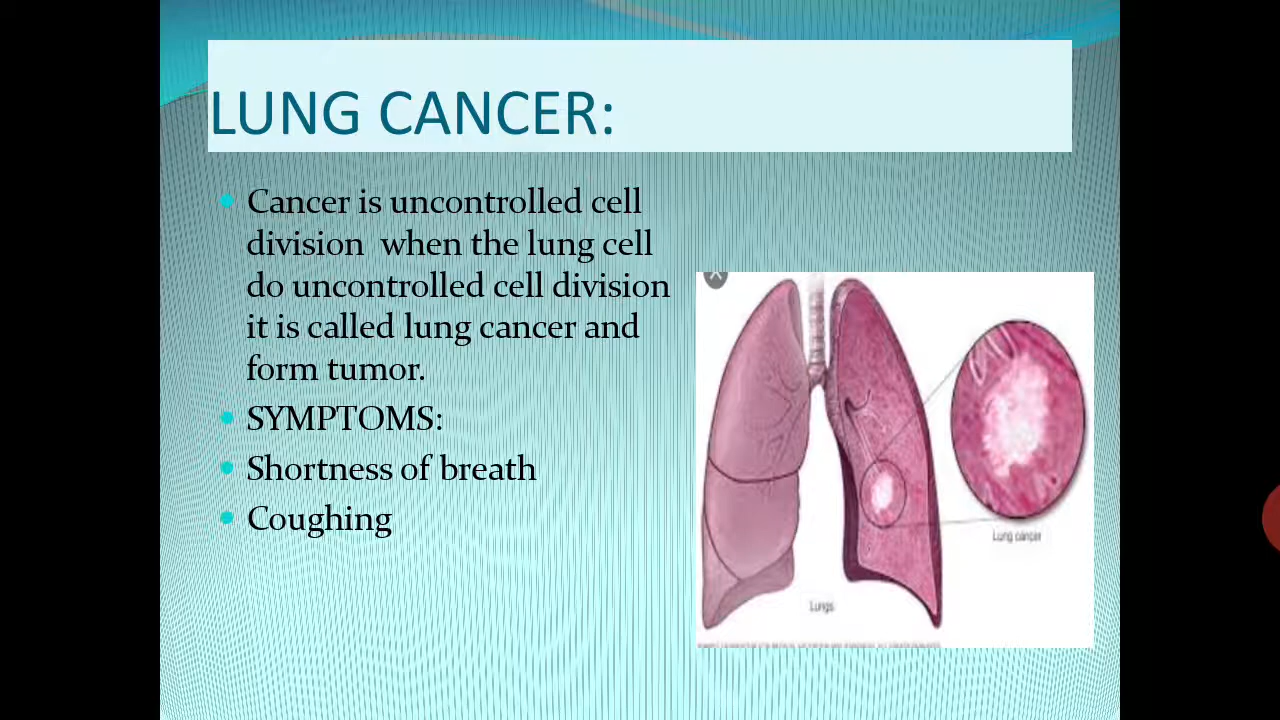 LUNG CANCER:
Cancer is uncontrolled cell
division  when the lung cell
do uncontrolled cell division
it is called lung cancer and
form tumor.
SYMPTOMS:
Shortness of breath
Coughing
Lung cancer
Lungs